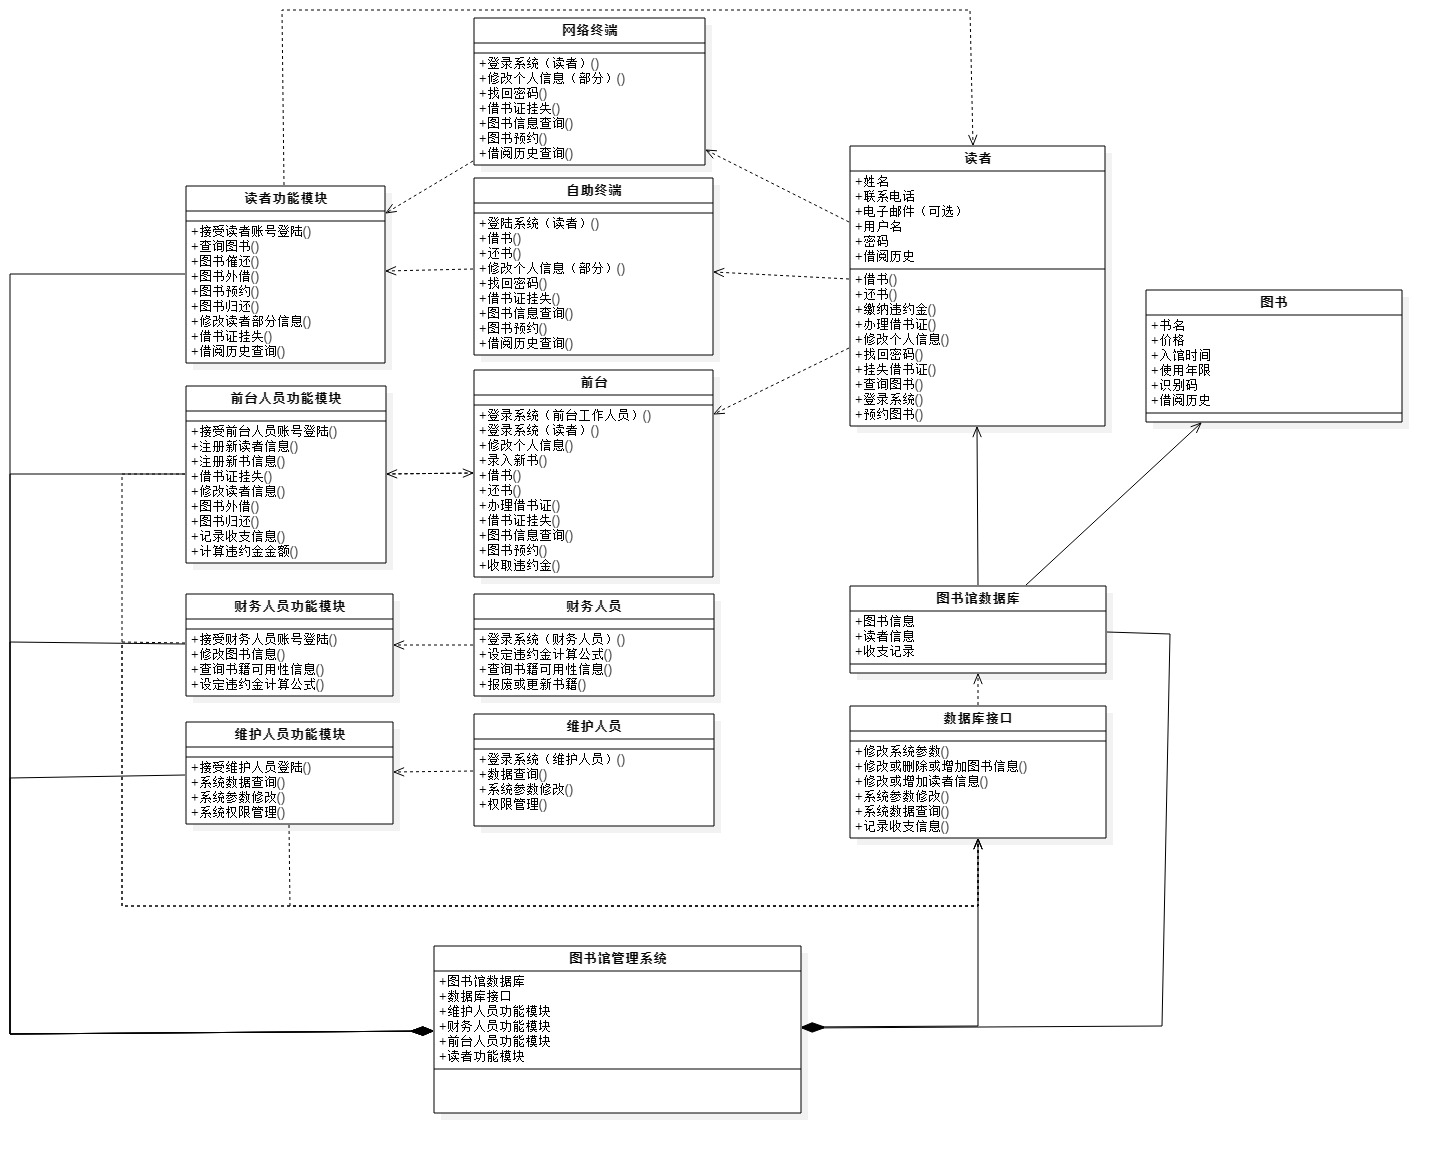 网络终端
+登录系统（读者）()
+修改个人信息（部分）()
+找回密码()
+借书证挂失()
+图书信息查询()
+图书预约()
+借阅历史查询()
读者功能模块
+接受读者账号登陆()
+查询图书()
+图书催还()
+图书外借()
+图书预约()
+图书归还()
+修改读者部分信息()
+借书证挂失()
+借阅历史查询()
自助终端
+登陆系统（读者）()
+借书()
+还书()
+修改个人信息（部分）()
+找回密码()
+借书证挂失()
+图书信息查询()
+图书预约()
+借阅历史查询()
读者
+姓名
+联系电话
+电子邮件（可选）
+用户名
+密码
+借阅历史
+借书()
+还书()
+缴纳违约金()
+办理借书证()
+修改个人信息()
+找回密码()
+挂失借书证()
+查询图书()
+登录系统()
+预约图书()
图书
+书名
+价格
+入馆时间
+使用年限
+识别码
+借阅历史
前台人员功能模块
+接受前台人员账号登陆()
+注册新读者信息()
+注册新书信息()
+借书证挂失()
+修改读者信息()
+图书外借()
+图书归还()
+记录收支信息()
+计算违约金金额()
前台
+登录系统（前台工作人员）()
+登录系统（读者）()
+修改个人信息()
+录入新书()
+借书()
+还书()
+办理借书证()
+借书证挂失()
+图书信息查询()
+图书预约()
+收取违约金()
财务人员功能模块
+接受财务人员账号登陆()
+修改图书信息()
+查询书籍可用性信息()
+设定违约金计算公式()
财务人员
+登录系统（财务人员）()
+设定违约金计算公式()
+查询书籍可用性信息()
+报废或更新书籍()
图书馆数据库
+图书信息
+读者信息
+收支记录
维护人员功能模块
+接受维护人员登陆()
+系统数据查询()
+系统参数修改()
+系统权限管理()
维护人员
+登录系统（维护人员）()
+数据查询()
+系统参数修改()
+权限管理()
数据库接口
+修改系统参数()
+修改或删除或增加图书信息()
+修改或增加读者信息()
+系统参数修改()
+系统数据查询()
+记录收支信息()
图书馆管理系统
+图书馆数据库
+数据库接口
+维护人员功能模块
+财务人员功能模块
+前台人员功能模块
+读者功能模块